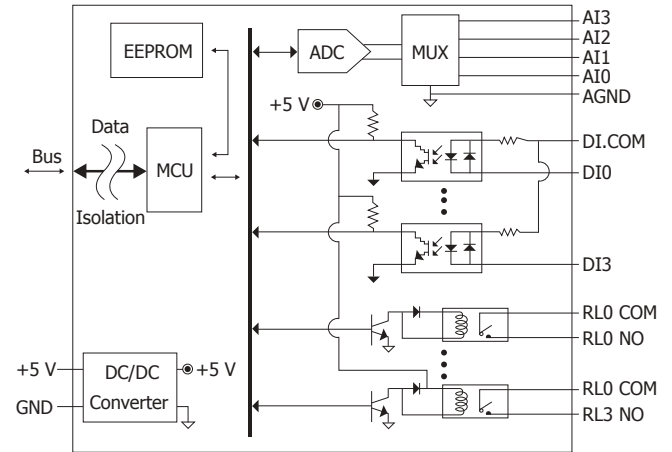 EEPROM
ADC
MUX
AI3
AI2
AI1
AI0
AGND
+5 V
Data
Bus
MCU
Isolation
DI.COM
DI0
DI3
RL0 COM
RL0 NO
+5 V
DC/DC
Converter
+5 V
GND
RL0 COM
RL3 NO